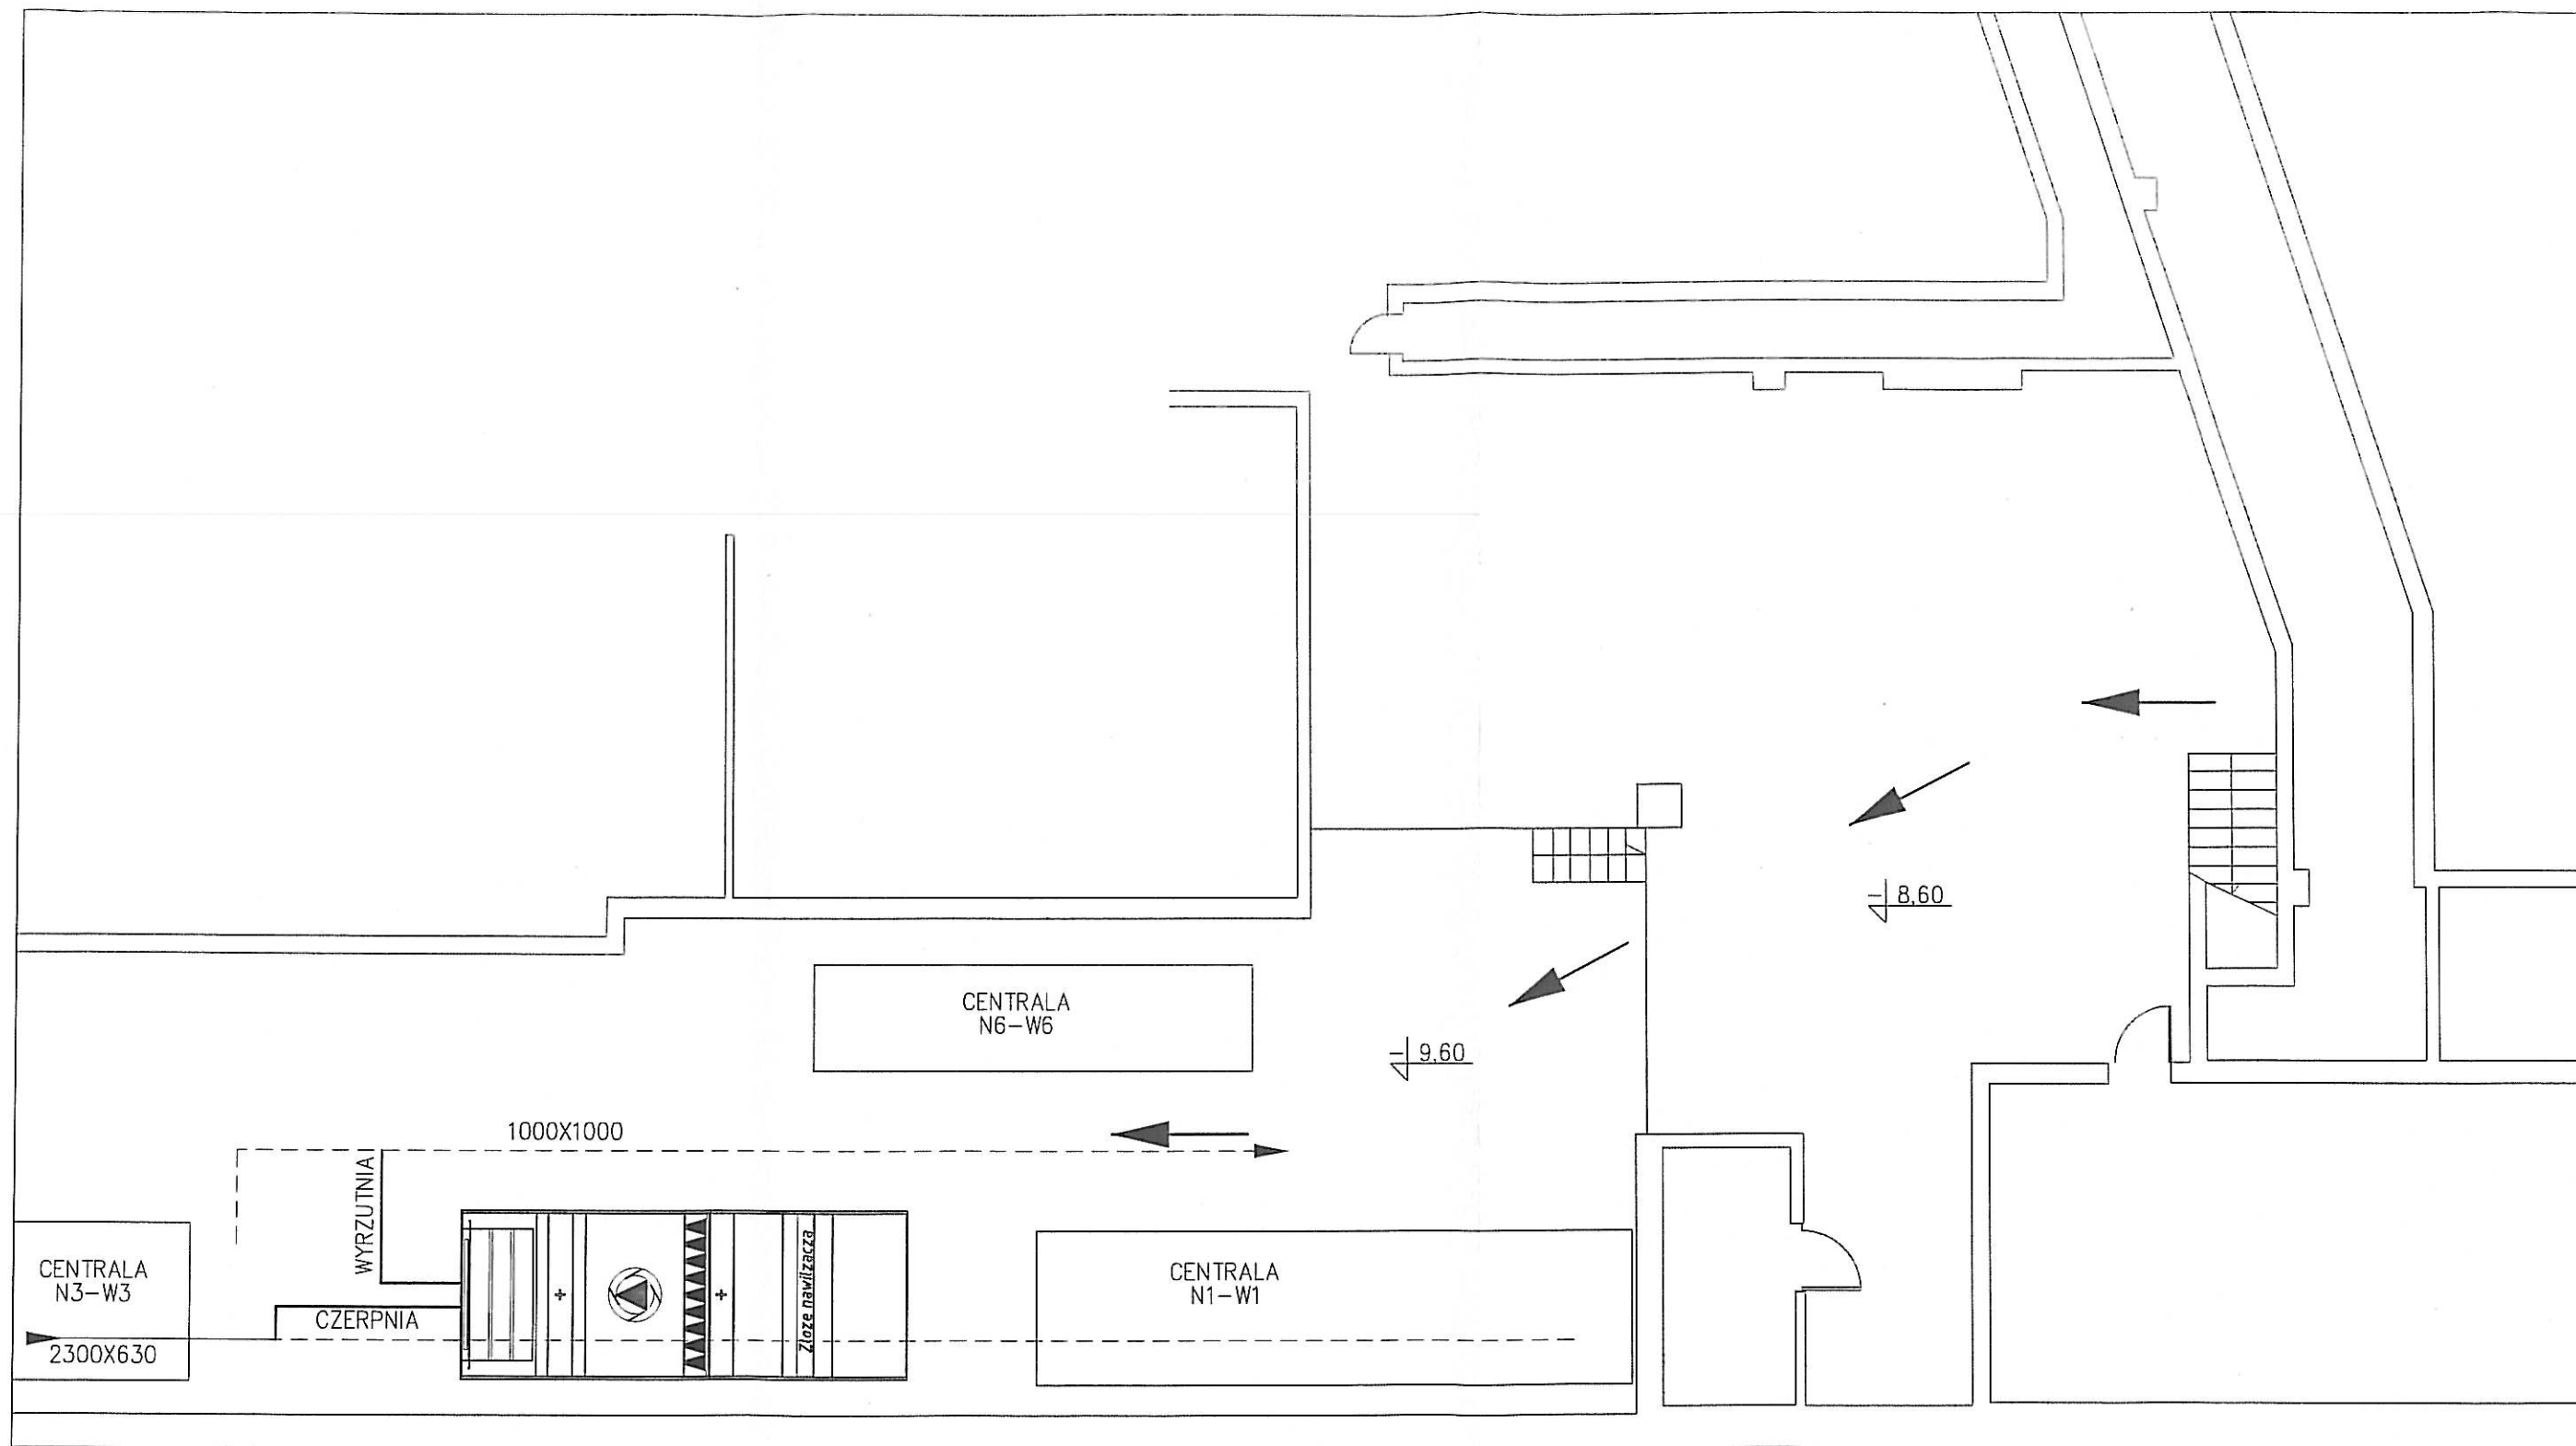 8,60
CENTRALA
N6-W6
9,60
1000X1000
WYRZUTNIA
CENTRALA
N3-W3
CZERPNIA
2300X630
Złoże nawilżacza
CENTRALA
N1-W1